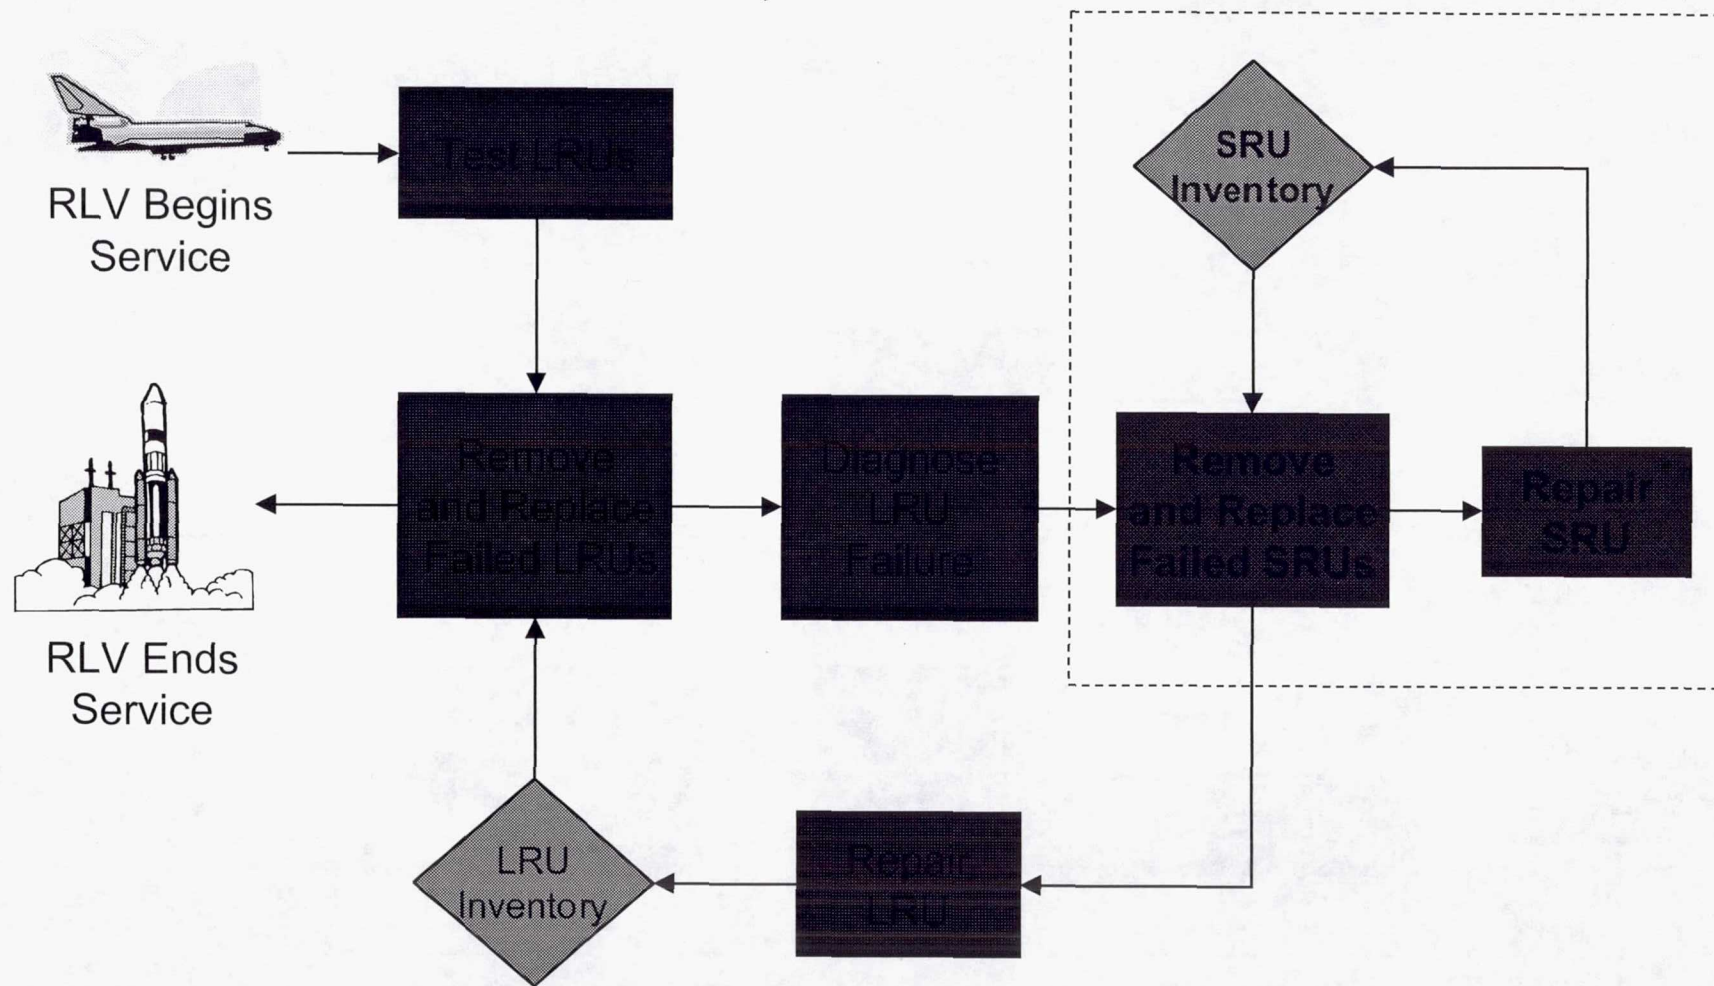 RLV Begins
Service
Test LRUs
SRU
Inventory
RLV Ends
Service
Remove
and Replace
Failed LRUs
Diagnose
LRU
Failure
Remove
and Replace
Failed SRUs
Repair
SRU
LRU
Inventory
Repair
LRU